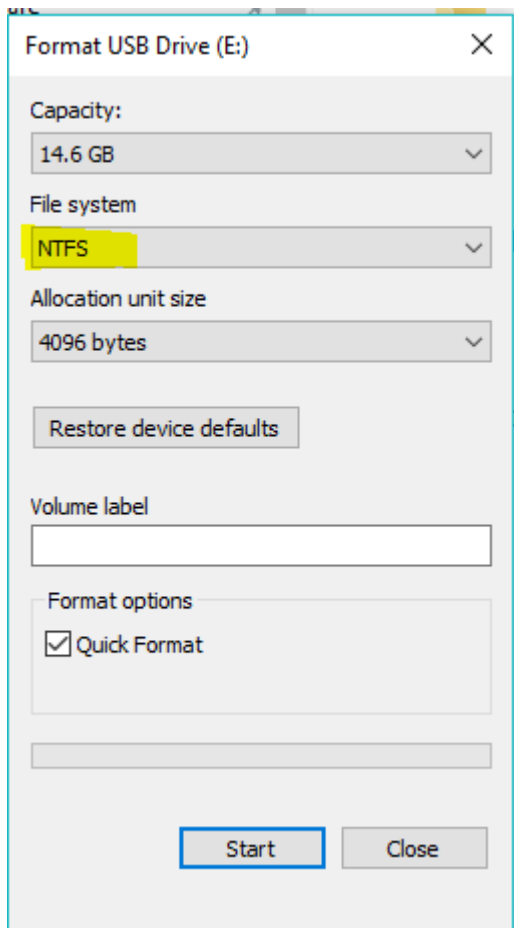 Format USB Drive (E:)
Capacity:
14.6 GB
File system
NTFS
Allocation unit size
4096 bytes
Restore device defaults
Volume label
Format options
Quick Format
Start Close